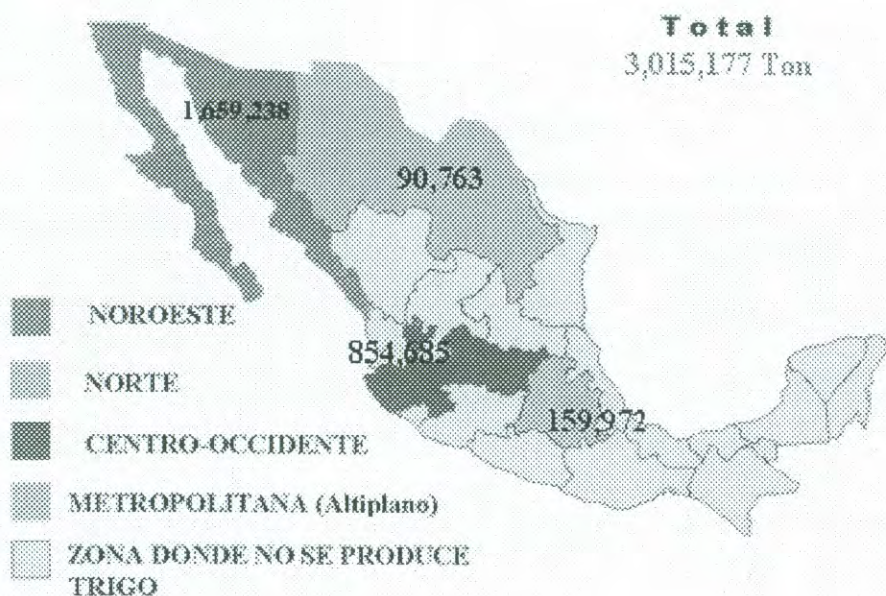 Total
3,015,177 Ton
1,659,238
90,763
854,685
159,972
NOROESTE
NORTE
CENTRO-OCCIDENTE
METROPOLITANA (Altiplano)
ZONA DONDE NO SE PRODUCE
TRIGO